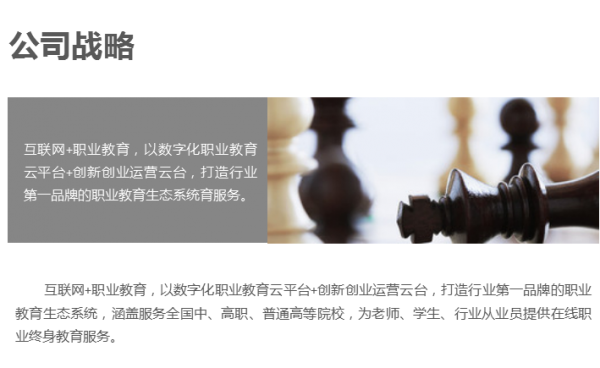 公司战略
互联网+职业教育，以数字化职业教育
云平台+创新创业运营云台，打造行业
第一品牌的职业教育生态系统育服务。
互联网+职业教育，以数字化职业教育云平台+创新创业运营云台，打造行业第一品牌的职业
教育生态系统，涵盖服务全国中、高职、普通高等院校，为老师、学生、行业从业员提供在线职
业终身教育服务。